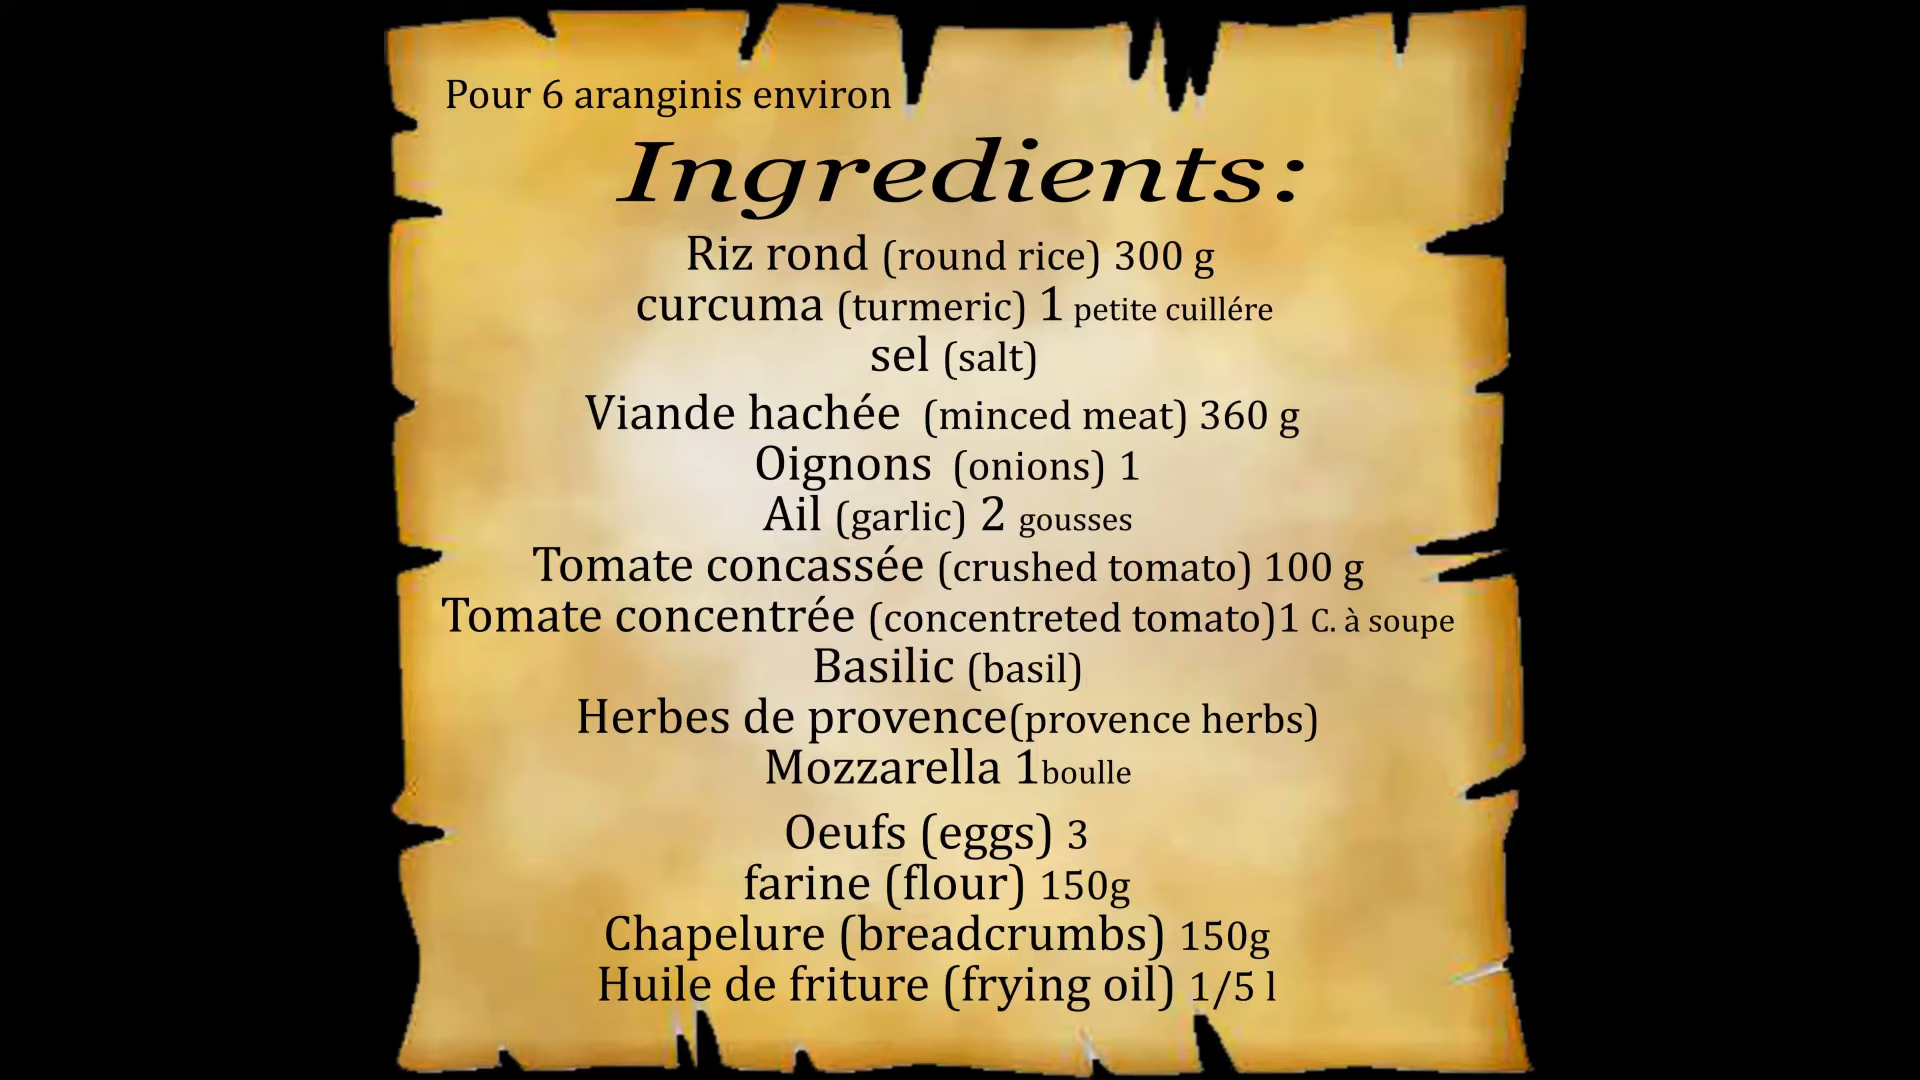 Pour 6 aranginis environ
Ingredients:
Riz rond (round rice) 300 g
curcuma (turmeric) 1 petite cuillére
sel (salt)
Viande hachée (minced meat) 360 g
Oignons (onions) 1
Ail (garlic) 2 gousses
Tomate concassée (crushed tomato) 100 g
Tomate concentrée (concentreted tomato)1 C. à soupe
Basilic (basil)
Herbes de provence(provence herbs)
Mozzarella 1boulle
Oeufs (eggs) 3
farine (flour) 150g
Chapelure (breadcrumbs) 150g
Huile de friture (frying oil) 1/5 l